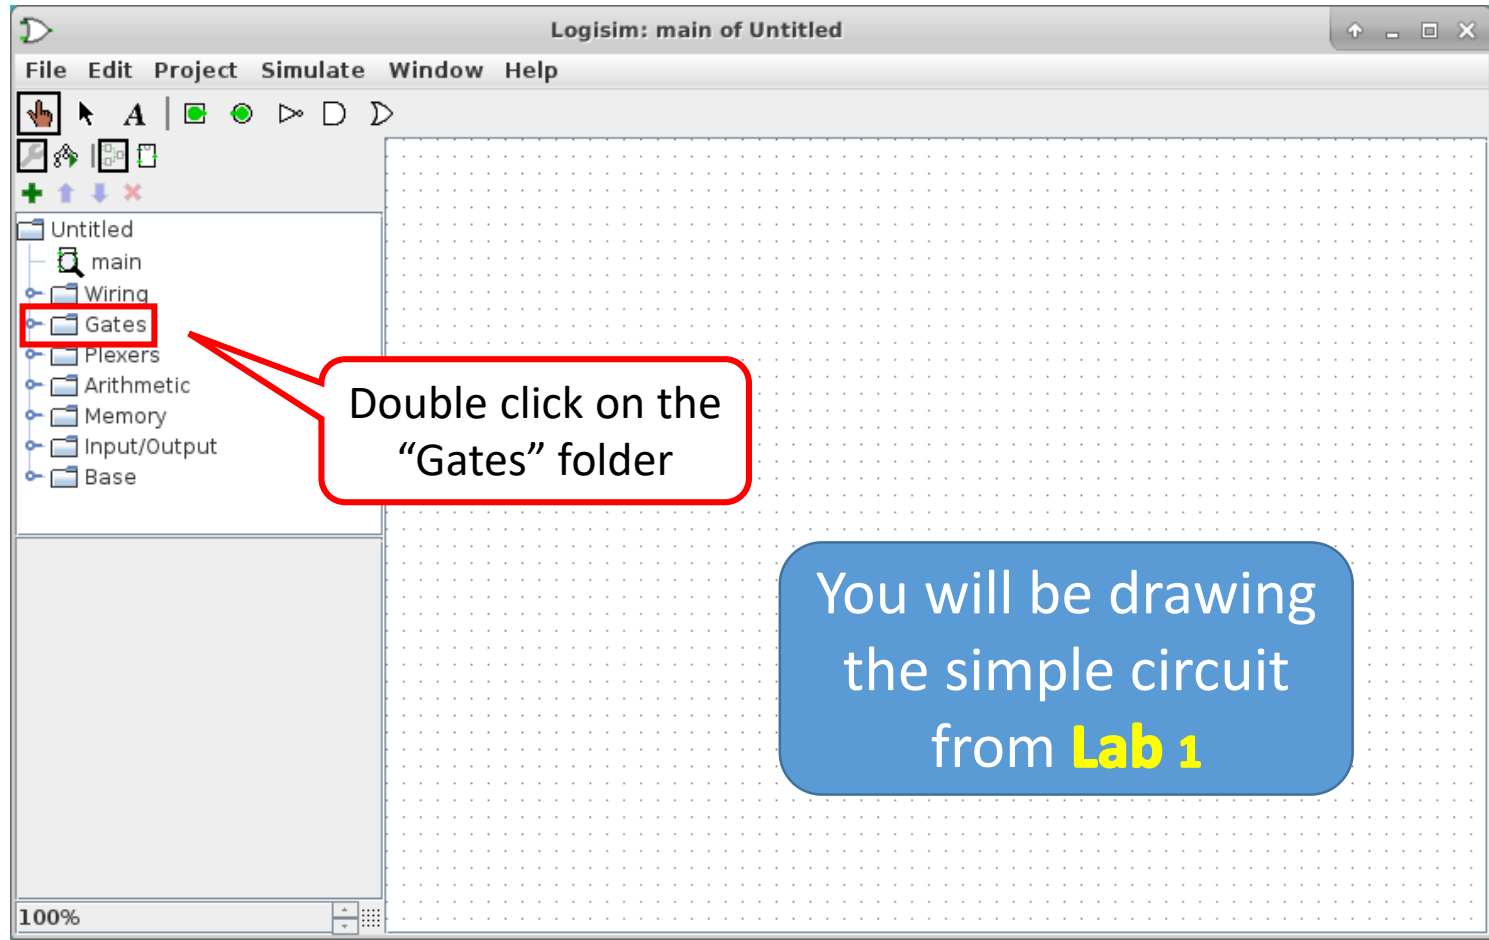 Logisim: main of Untitled
File Edit Project Simulate Window Help
A
Untitled
main
Wiring
Gates
Plexers
Arithmetic
Memory
Input/Output
Base
Double click on the
“Gates” folder
You will be drawing
the simple circuit
from Lab 1
100%